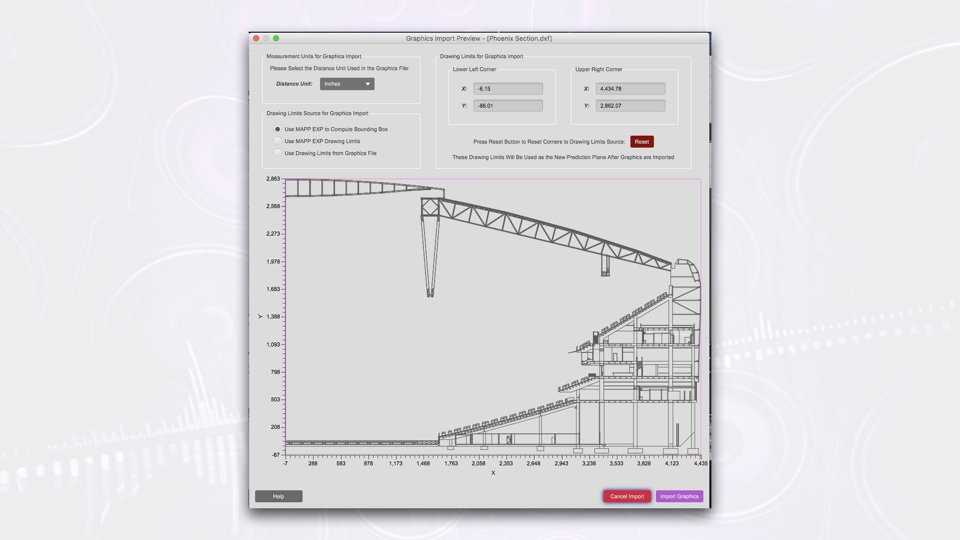 Graphics Import Preview - [Phoenix Section.dxf]
Measurement Units for Graphics Import
Please Select the Distance Unit Used in the Graphics File:
Distance Unit: inches
Drawing Limits Source for Graphics Import
Use MAPP EXP to Compute Bounding Box
Use MAPP EXP Drawing Limits
Use Drawing Limits from Graphics File
Drawing Limits for Graphics Import
Lower Left Corner
X: -6.15
Y: -86.01
Upper Right Corner
X: 4,434.78
Y: 2,862.07
Press Reset Button to Reset Corners to Drawing Limits Source: Reset
These Drawing Limits Will Be Used as the New Prediction Plane After Graphics are Imported
2,863
2,568
2,273
1,978
1,683
1,388
1,093
798
503
208
-87
Y
-7 288 583 878 1,173 1,468 1,763 2,058 2,353 2,648 2,943 3,238 3,533 3,828 4,123 4,435
X
Help
Cancel Import
Import Graphics